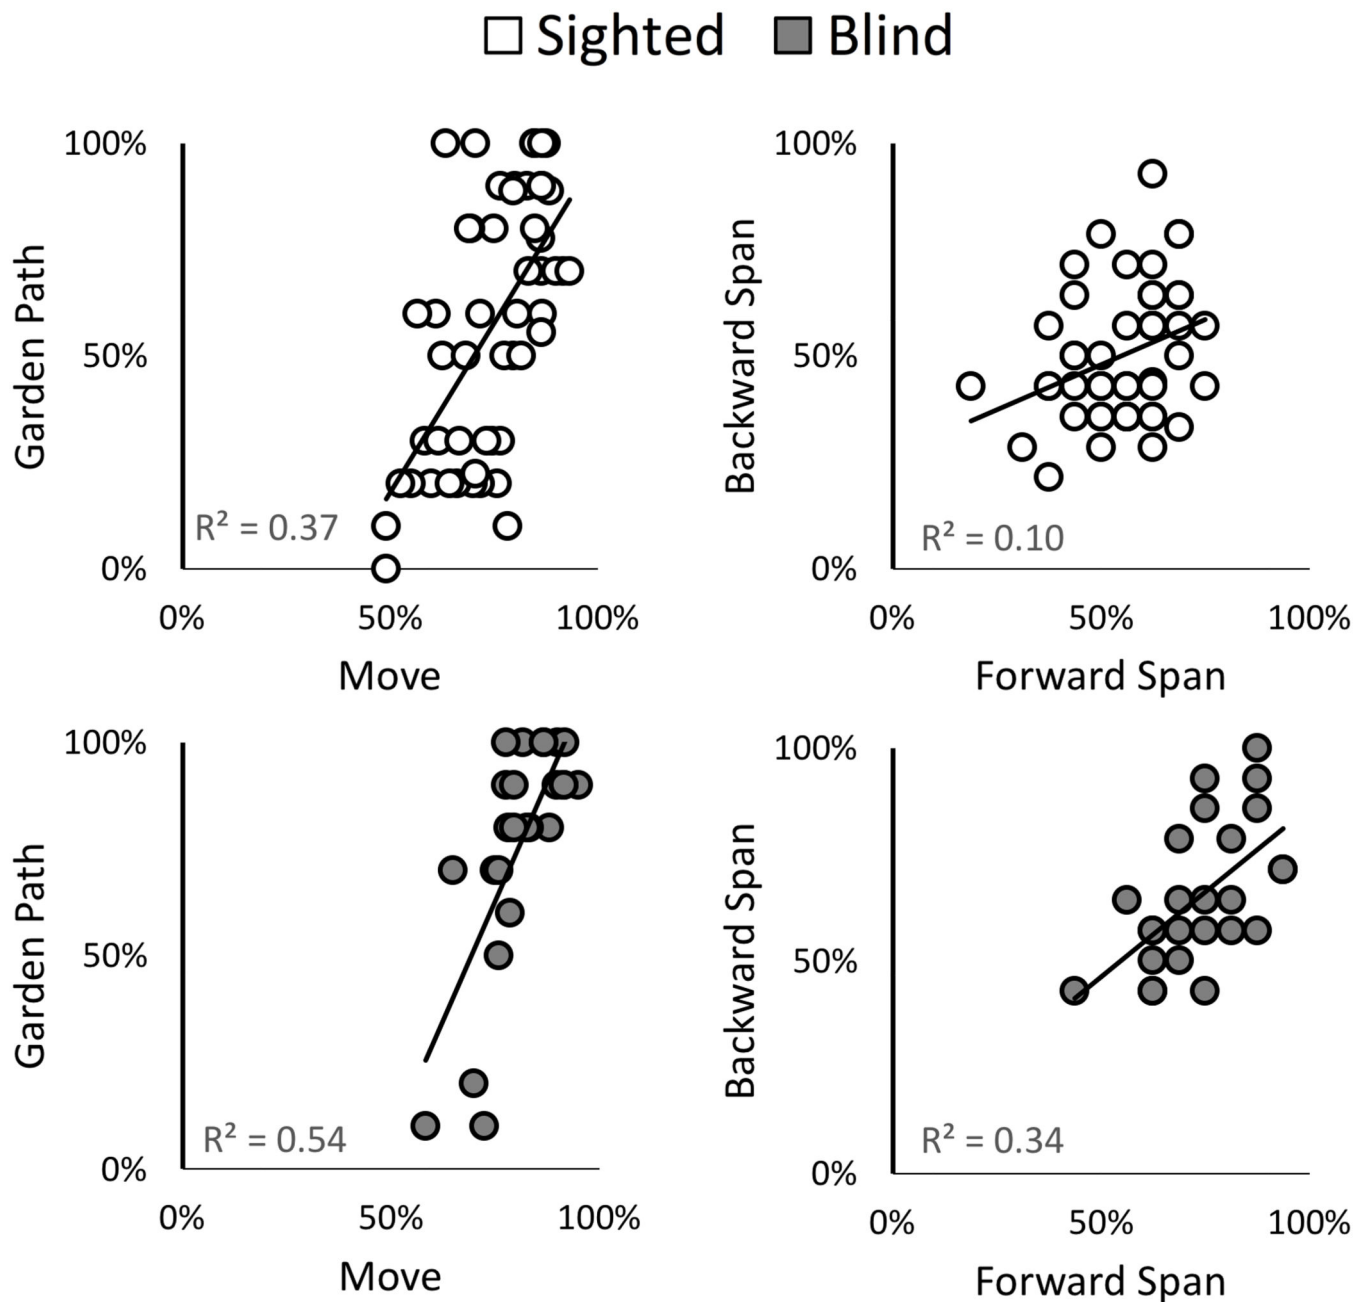 Sighted Blind
100%
50%
0%
Garden Path
R² = 0.37
0% 50% 100%
Move
100%
50%
0%
Backward Span
R² = 0.10
0% 50% 100%
Forward Span
100%
50%
0%
Garden Path
R² = 0.54
0% 50% 100%
Move
100%
50%
0%
Backward Span
R² = 0.34
0% 50% 100%
Forward Span